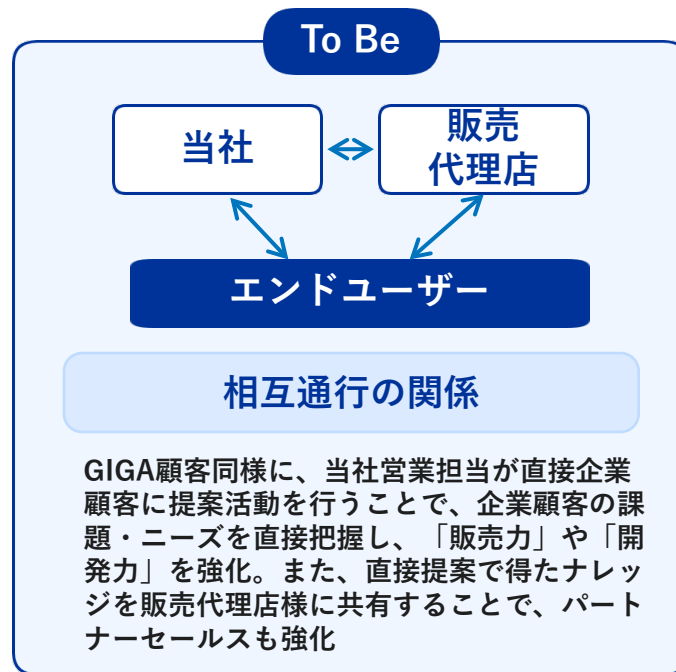 To Be
当社
販売
代理店
エンドユーザー
相互通行の関係
GIGA顧客同様に、当社営業担当が直接企業
顧客に提案活動を行うことで、企業顧客の課
題・ニーズを直接把握し、「販売力」や「開
発力」を強化。また、直接提案で得たナレッ
ジを販売代理店様に共有することで、パート
ナーセールスも強化